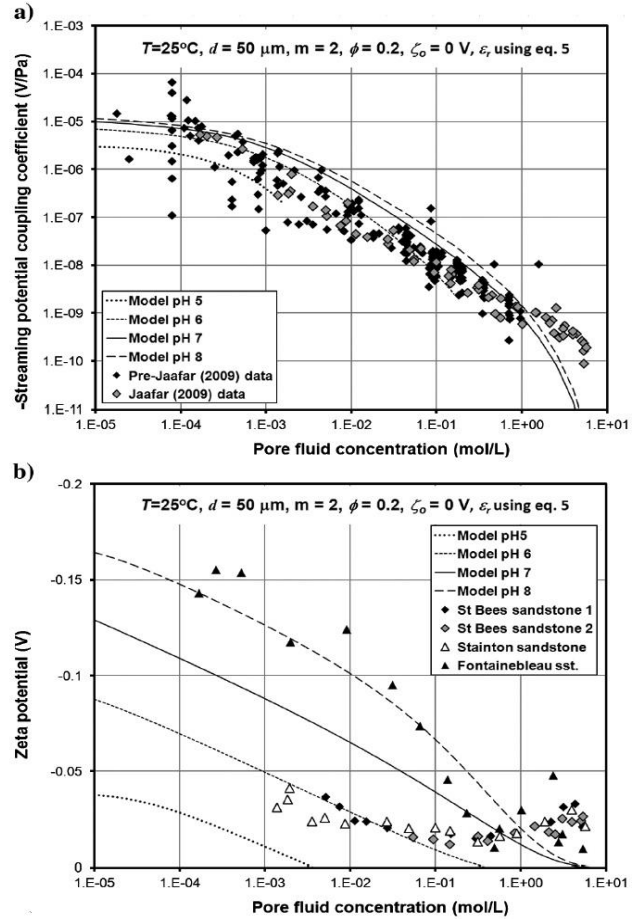 a)
1.E-03
T=25°C, d = 50 μm, m = 2, ϕ = 0.2, ζo = 0 V, εr using eq. 5
1.E-04
1.E-05
1.E-06
1.E-07
1.E-08
1.E-09
1.E-10
1.E-11
-Streaming potential coupling coefficient (V/Pa)
Model pH 5
Model pH 6
Model pH 7
Model pH 8
Pre-Jaafar (2009) data
Jaafar (2009) data
1.E-05 1.E-04 1.E-03 1.E-02 1.E-01 1.E+00 1.E+01
Pore fluid concentration (mol/L)
b)
-0.2
T=25°C, d = 50 μm, m = 2, ϕ = 0.2, ζo = 0 V, εr using eq. 5
-0.15
-0.1
-0.05
0
Zeta potential (V)
Model pH5
Model pH 6
Model pH 7
Model pH 8
St Bees sandstone 1
St Bees sandstone 2
Stainton sandstone
Fontainebleau sst.
1.E-05 1.E-04 1.E-03 1.E-02 1.E-01 1.E+00 1.E+01
Pore fluid concentration (mol/L)